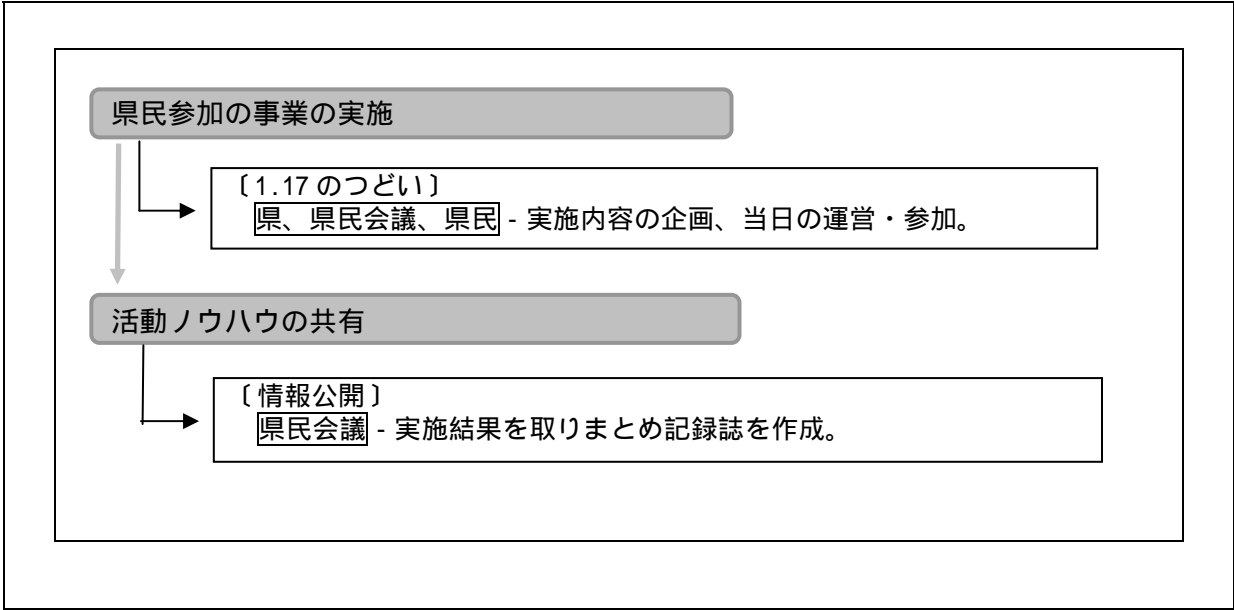 県民参加の事業の実施
〔1.17のつどい〕
県、県民会議、県民 - 実施内容の企画、当日の運営・参加。
活動ノウハウの共有
〔情報公開〕
県民会議 - 実施結果を取りまとめ記録誌を作成。